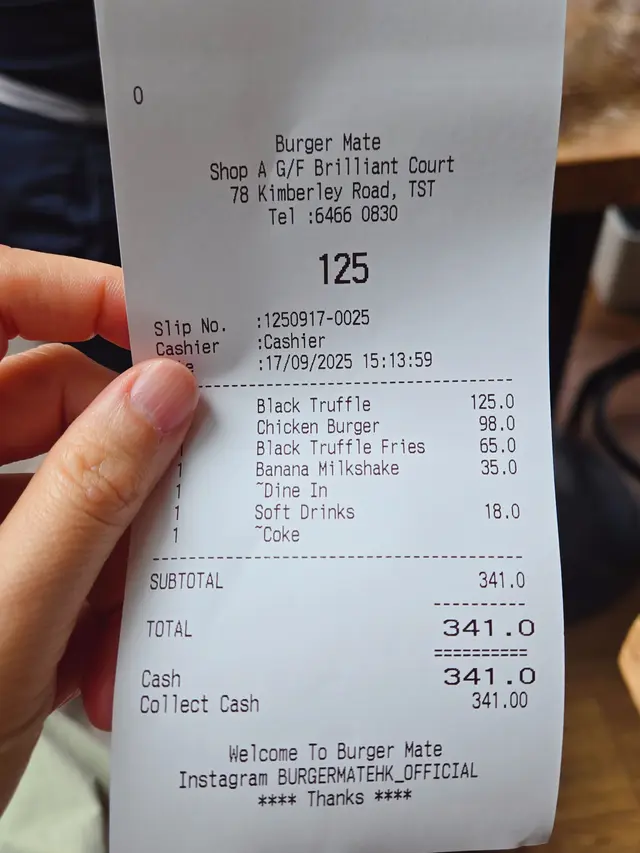 0
Burger Mate
Shop A G/F Brilliant Court
78 Kimberley Road, TST
Tel :6466 0830
125
Slip No. :1250917-0025
Cashier :Cashier
:17/09/2025 15:13:59
Black Truffle 125.0
Chicken Burger 98.0
Black Truffle Fries 65.0
1 Banana Milkshake 35.0
1 ~Dine In
1 Soft Drinks 18.0
1 ~Coke
SUBTOTAL 341.0
TOTAL 341.0
Cash 341.0
Collect Cash 341.00
Welcome To Burger Mate
Instagram BURGERMATEHK_OFFICIAL
**** Thanks ****